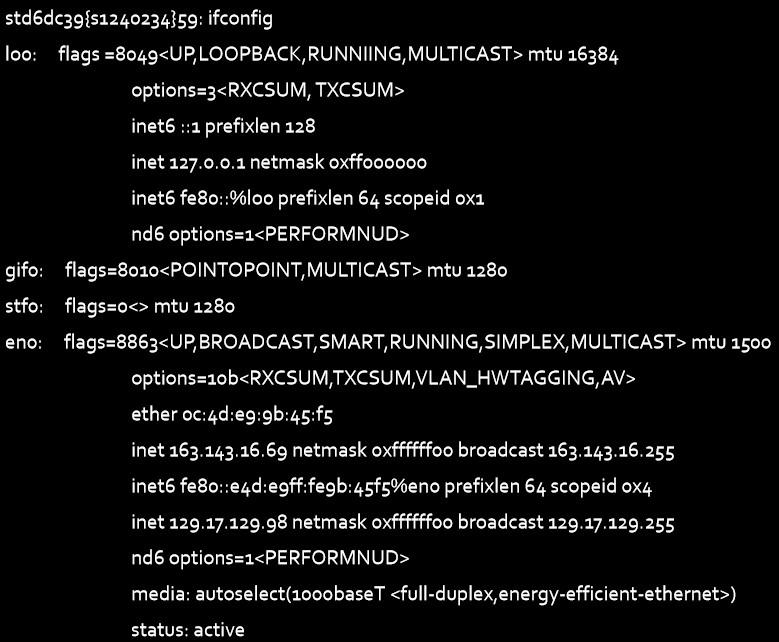 std6dc39{s1240234}59: ifconfig
lo0: flags =8049<UP,LOOPBACK,RUNNIING,MULTICAST> mtu 16384
options=3<RXCSUM, TXCSUM>
inet6 ::1 prefixlen 128
inet 127.0.0.1 netmask 0xff000000
inet6 fe80::%lo0 prefixlen 64 scopeid 0x1
nd6 options=1<PERFORMNUD>
gif0: flags=8010<POINTOPOINT,MULTICAST> mtu 1280
stf0: flags=0<> mtu 1280
en0: flags=8863<UP,BROADCAST,SMART,RUNNING,SIMPLEX,MULTICAST> mtu 1500
options=10b<RXCSUM,TXCSUM,VLAN_HWTAGGING,AV>
ether 0c:4d:e9:9b:45:f5
inet 163.143.16.69 netmask 0xffffff00 broadcast 163.143.16.255
inet6 fe80::e4d:e9ff:fe9b:45f5%en0 prefixlen 64 scopeid 0x4
inet 129.17.129.98 netmask 0xffffff00 broadcast 129.17.129.255
nd6 options=1<PERFORMNUD>
media: autoselect(1000baseT <full-duplex,energy-efficient-ethernet>)
status: active